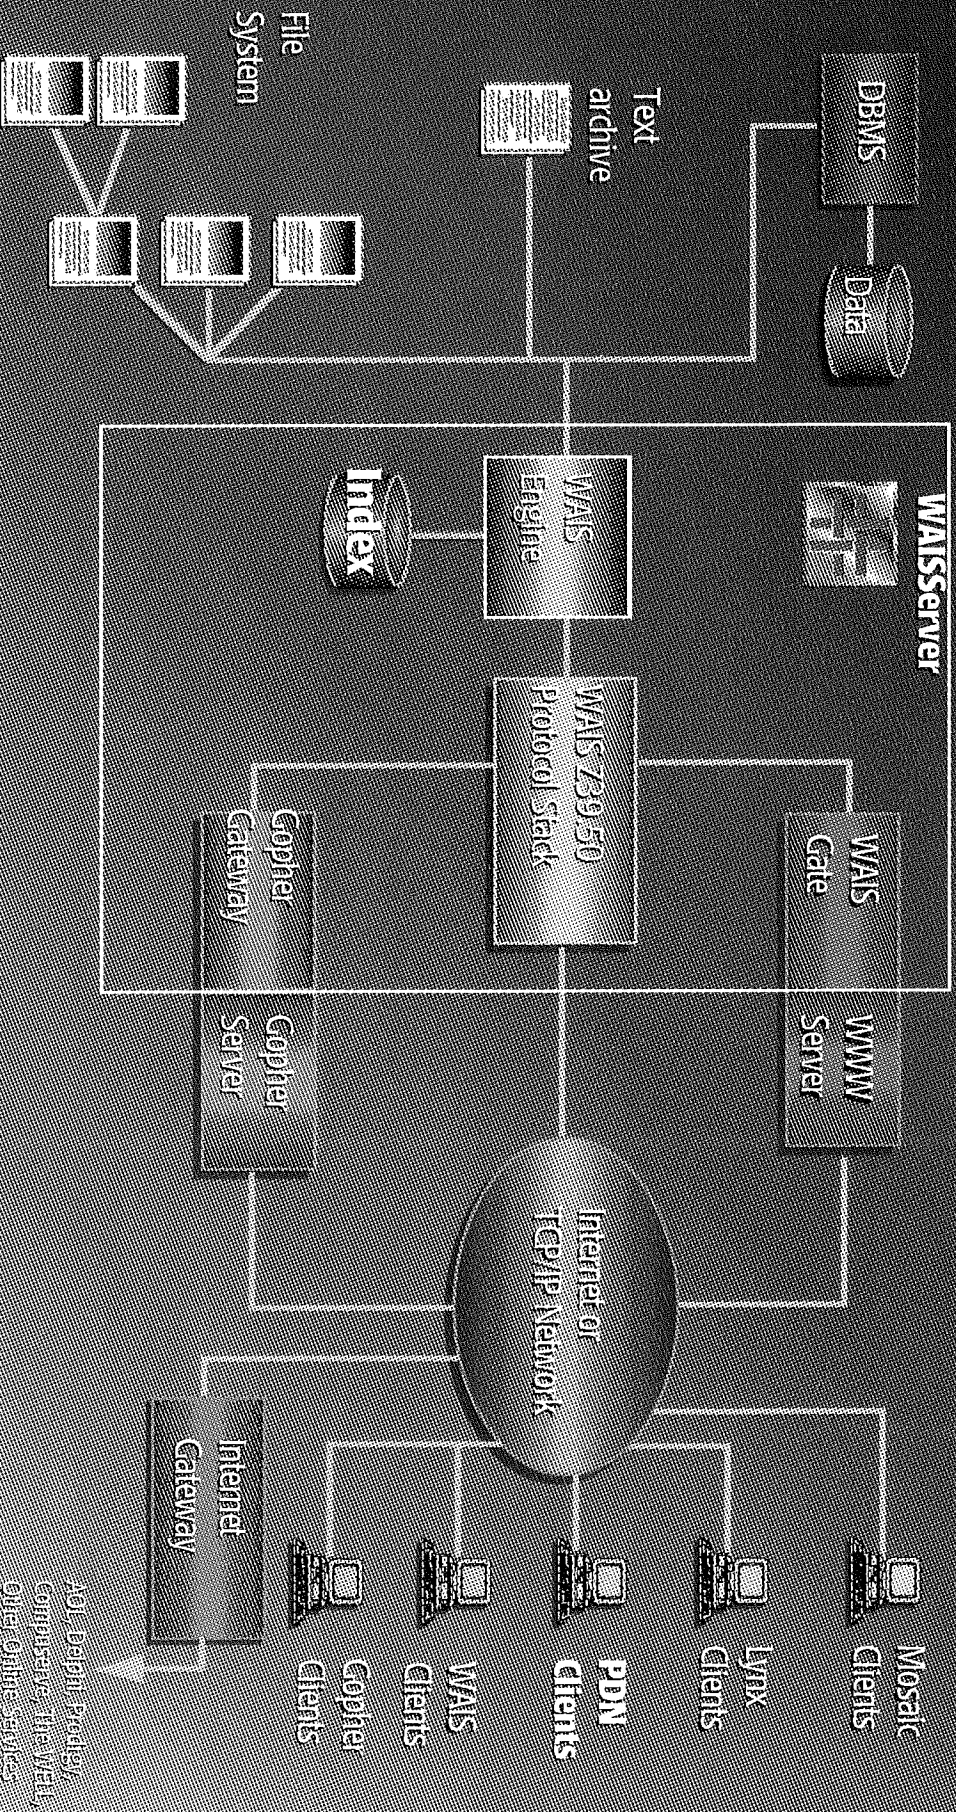 WAISServer
DBMS
Data
Text
archive
File
System
WAIS
Engine
Index
WAIS Z39.50
Protocol Stack
WAIS
Gate
WWW
Server
Gopher
Gateway
Gopher
Server
Internet or
TCP/IP Network
Mosaic
Clients
Lynx
Clients
PDN
Clients
WAIS
Clients
Gopher
Clients
Internet
Gateway
AOL, Delphi, Prodigy,
Compuserve, The WELL,
Other Online services